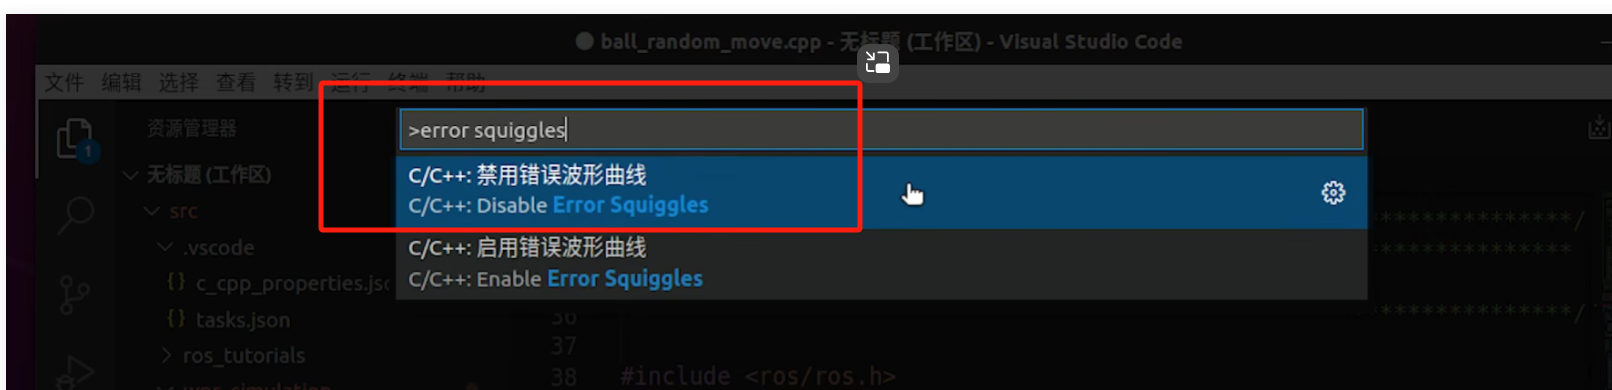 ball_random_move.cpp - 无标题 (工作区) - Visual Studio Code
文件 编辑 选择 查看 转到 运行 终端 帮助
>error squiggles
资源管理器
1
C/C++: 禁用错误波形曲线
无标题 (工作区)
C/C++: Disable Error Squiggles
src
***************/
.vscode
C/C++: 启用错误波形曲线
***************
{} c_cpp_properties.jsc
C/C++: Enable Error Squiggles
{} tasks.json
36
***************/
ros_tutorials
37
wpr_simulation
38 #include <ros/ros.h>